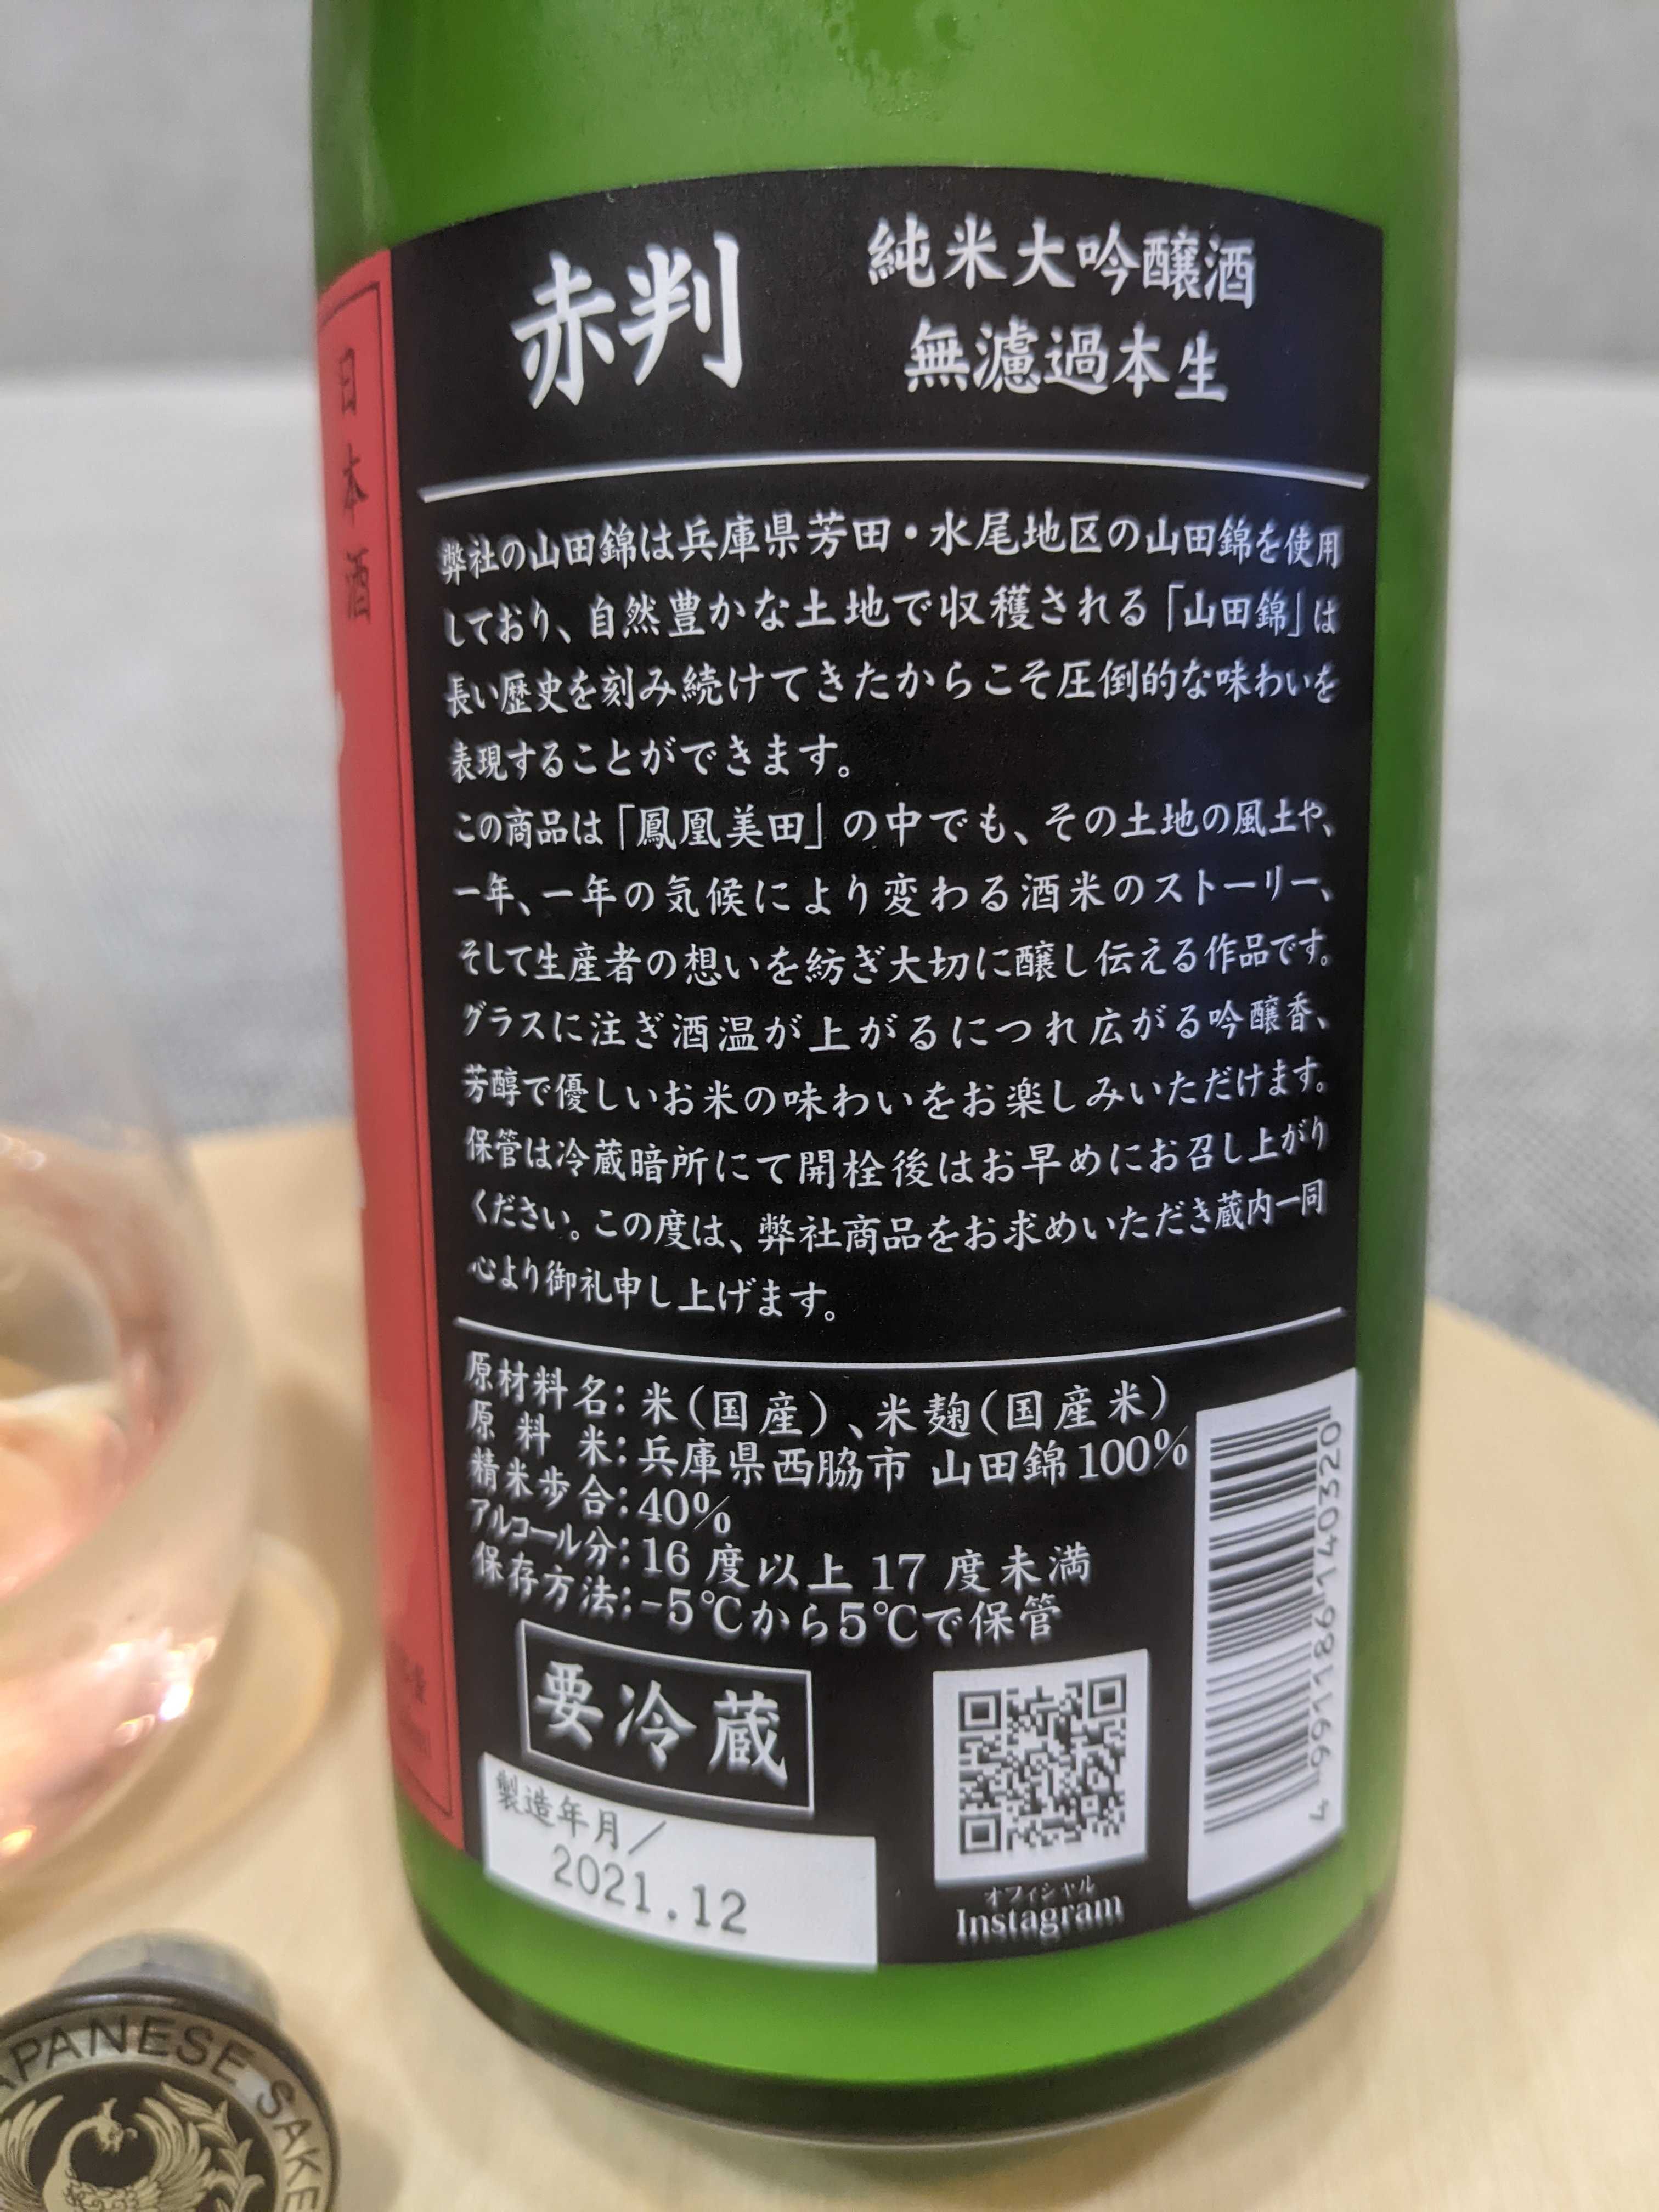 赤判
純米大吟醸酒
無濾過本生
日本酒
弊社の山田錦は兵庫県芳田・水尾地区の山田錦を使用
しており、自然豊かな土地で収穫される「山田錦」は
長い歴史を刻み続けてきたからこそ圧倒的な味わいを
表現することができます。
この商品は「鳳凰美田」の中でも、その土地の風土や、
一年、一年の気候により変わる酒米のストーリー、
そして生産者の想いを紡ぎ大切に醸し伝える作品です。
グラスに注ぎ酒温が上がるにつれ広がる吟醸香、
芳醇で優しいお米の味わいをお楽しみいただけます。
保管は冷蔵暗所にて開栓後はお早めにお召し上がり
ください。この度は、弊社商品をお求めいただき蔵内一同
心より御礼申し上げます。
原材料名:米(国産)、米麹(国産米)
原料米:兵庫県西脇市 山田錦100%
精米歩合:40%
アルコール分:16度以上17度未満
保存方法:-5℃から5℃で保管
要冷蔵
製造年月/
2021.12
オフィシャル
Instagram
4991186140320
JAPANESE SAKE